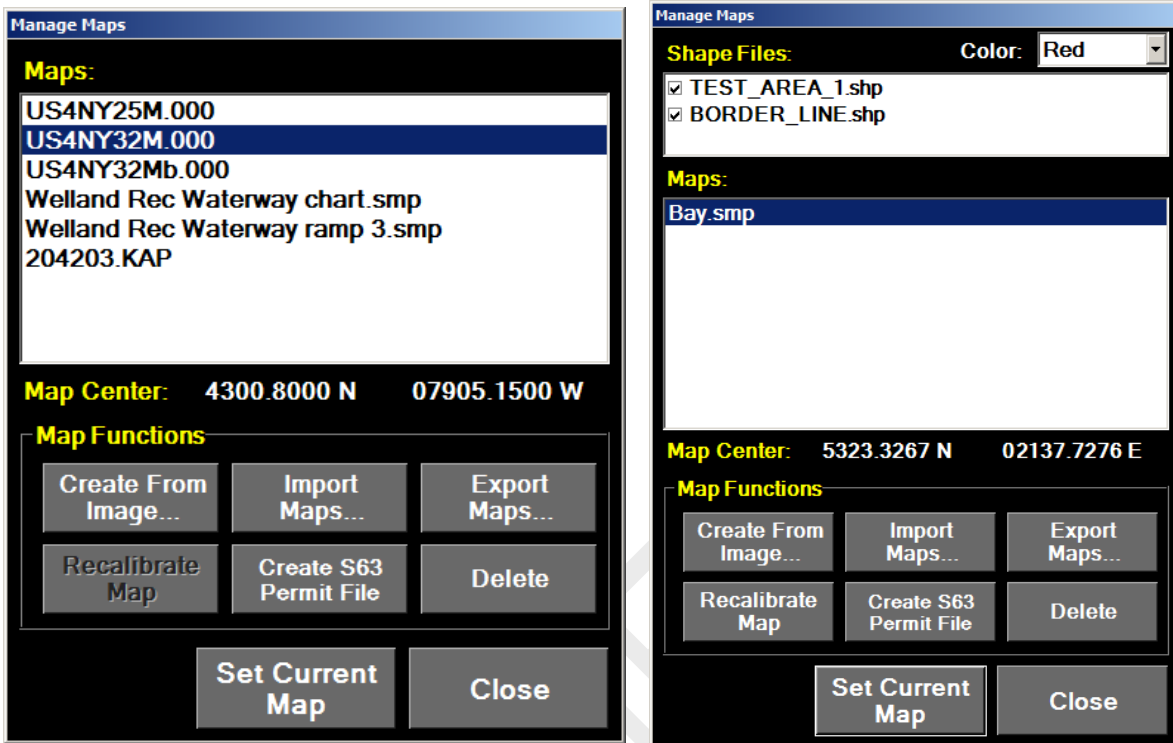 Manage Maps
Maps:
US4NY25M.000
US4NY32M.000
US4NY32Mb.000
Welland Rec Waterway chart.smp
Welland Rec Waterway ramp 3.smp
204203.KAP
Map Center: 4300.8000 N 07905.1500 W
Map Functions
Create From
Image...
Import
Maps...
Export
Maps...
Recalibrate
Map
Create S63
Permit File
Delete
Set Current
Map
Close
Manage Maps
Shape Files: Color: Red
TEST_AREA_1.shp
BORDER_LINE.shp
Maps:
Bay.smp
Map Center: 5323.3267 N 02137.7276 E
Map Functions
Create From
Image...
Import
Maps...
Export
Maps...
Recalibrate
Map
Create S63
Permit File
Delete
Set Current
Map
Close